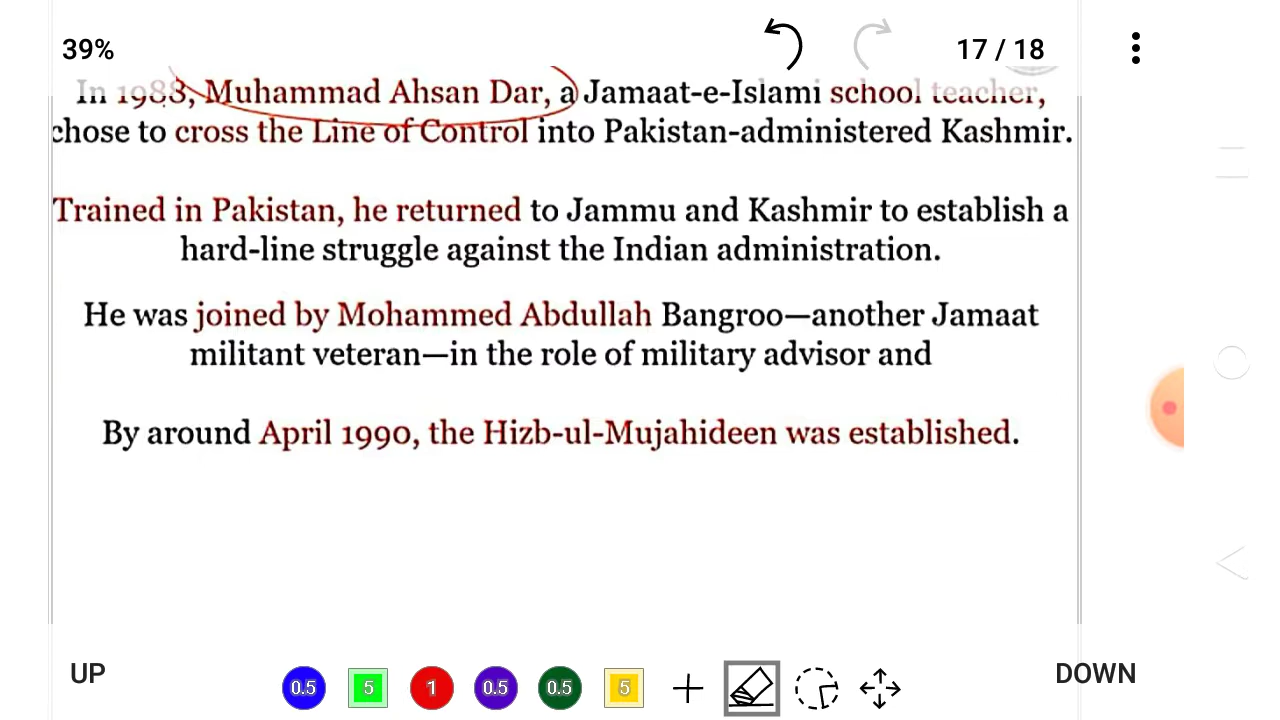 39%
17 / 18
In 1988, Muhammad Ahsan Dar, a Jamaat-e-Islami school teacher,
chose to cross the Line of Control into Pakistan-administered Kashmir.
Trained in Pakistan, he returned to Jammu and Kashmir to establish a
hard-line struggle against the Indian administration.
He was joined by Mohammed Abdullah Bangroo—another Jamaat
militant veteran—in the role of military advisor and
By around April 1990, the Hizb-ul-Mujahideen was established.
UP
0.5 5 1 0.5 0.5 5
DOWN